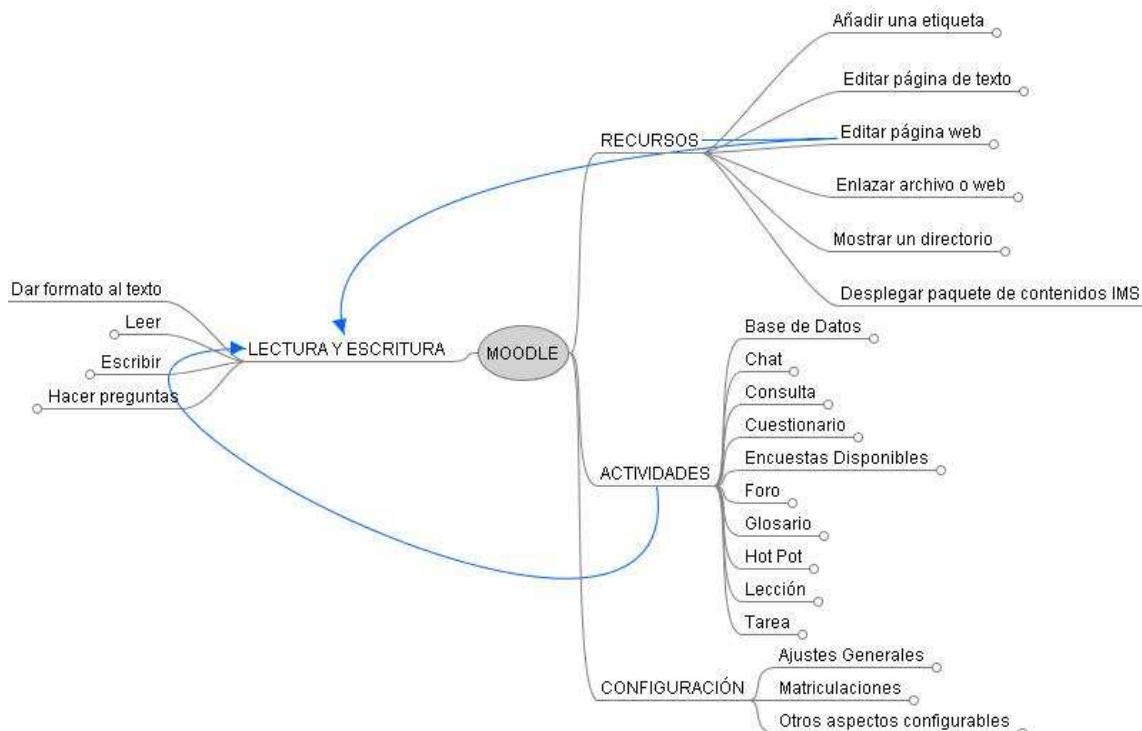 MOODLE
RECURSOS
Añadir una etiqueta
Editar página de texto
Editar página web
Enlazar archivo o web
Mostrar un directorio
Desplegar paquete de contenidos IMS
ACTIVIDADES
Base de Datos
Chat
Consulta
Cuestionario
Encuestas Disponibles
Foro
Glosario
Hot Pot
Lección
Tarea
CONFIGURACIÓN
Ajustes Generales
Matriculaciones
Otros aspectos configurables
LECTURA Y ESCRITURA
Dar formato al texto
Leer
Escribir
Hacer preguntas